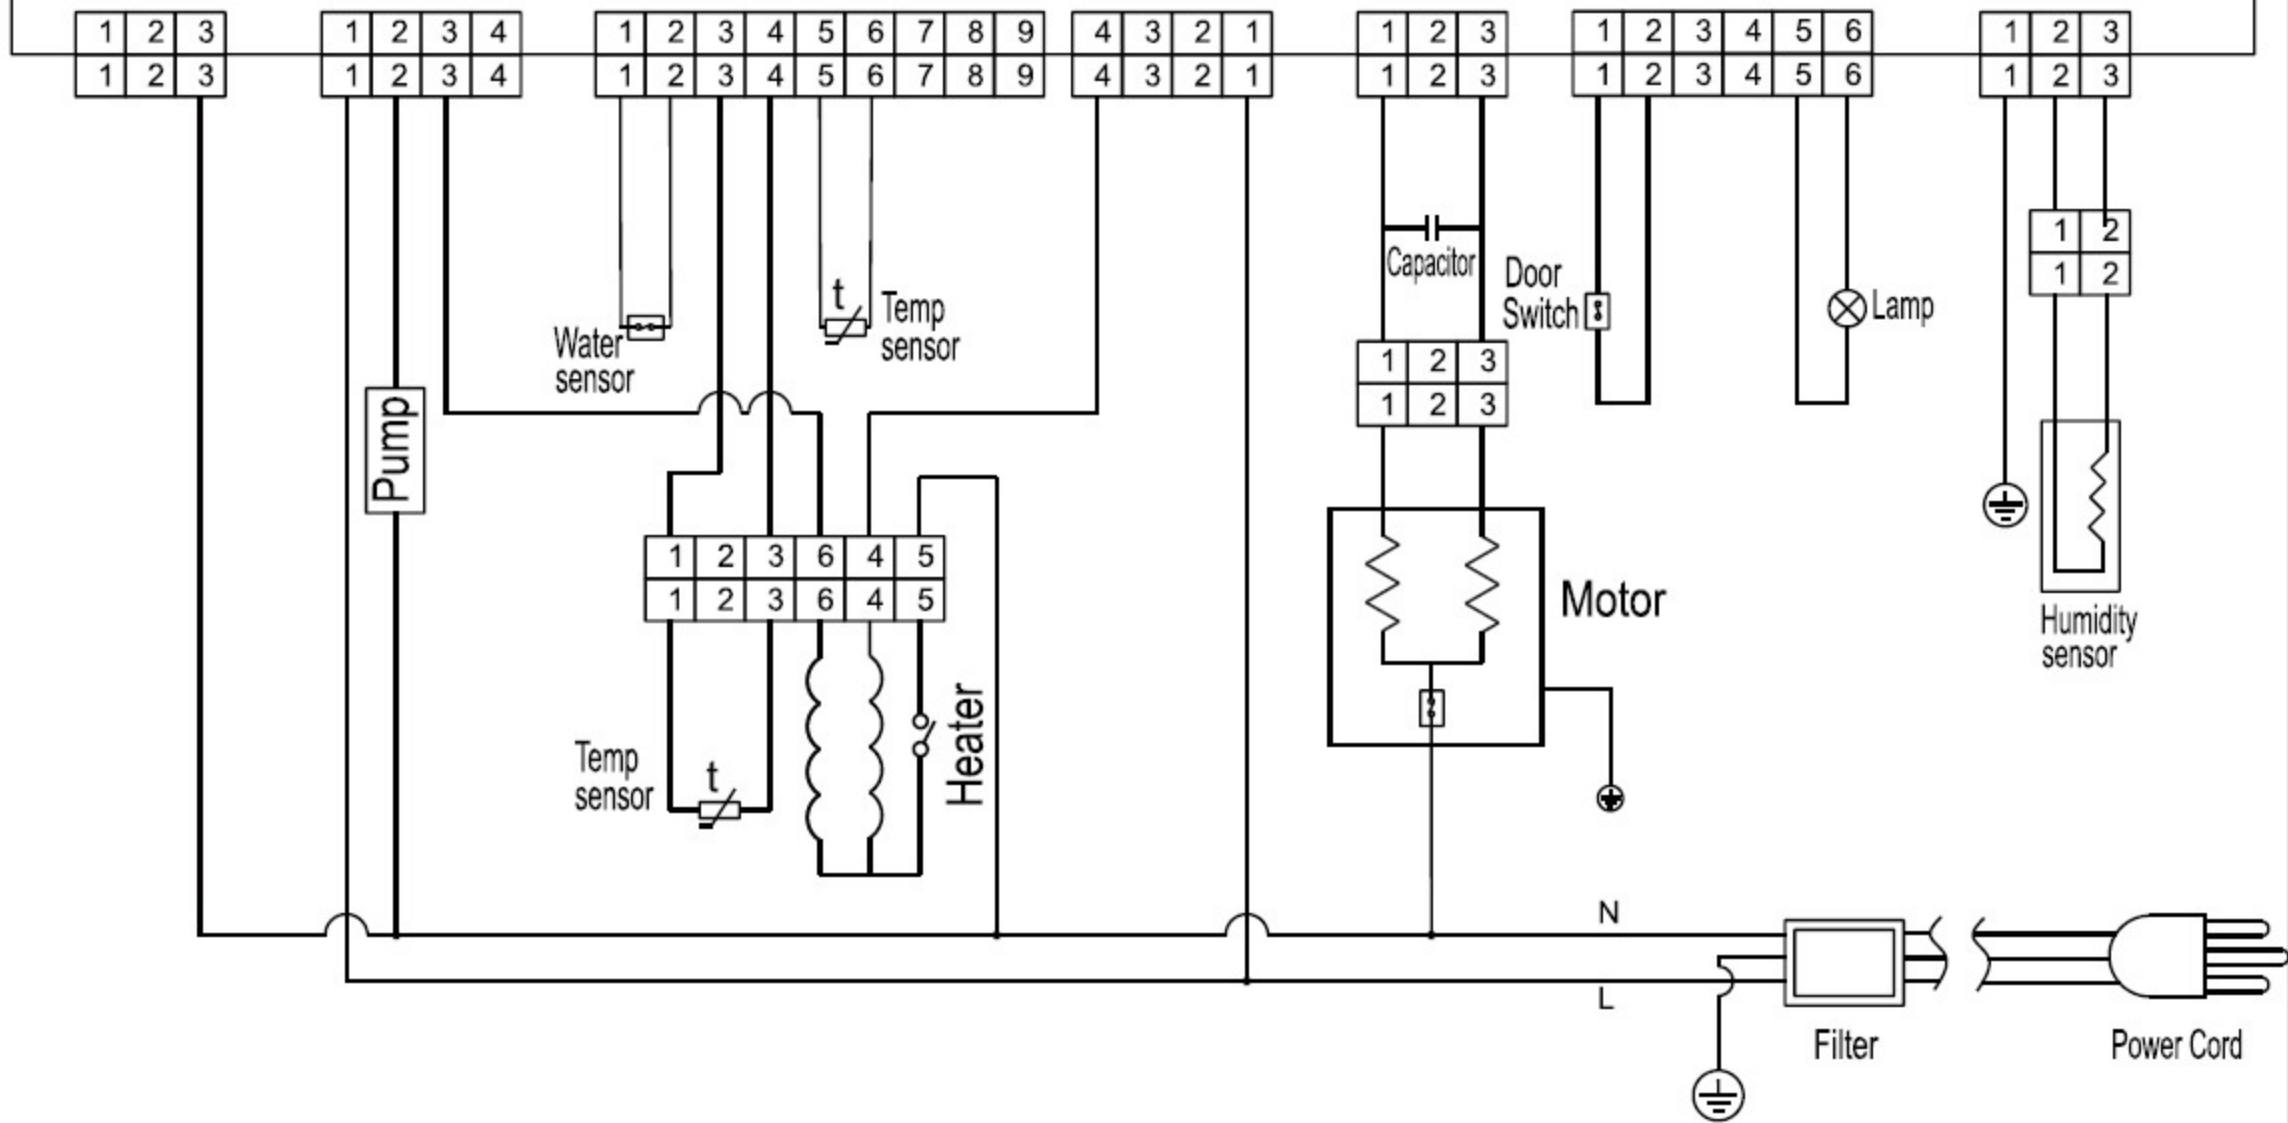 1 2 3 1 2 3 4 1 2 3 4 5 6 7 8 9 4 3 2 1 1 2 3 1 2 3 4 5 6 1 2 3
1 2 3 1 2 3 4 1 2 3 4 5 6 7 8 9 4 3 2 1 1 2 3 1 2 3 4 5 6 1 2 3
1 2
1 2
Capacitor
Door
Switch
Lamp
t
Temp
sensor
Water
sensor
1 2 3
1 2 3
Pump
1 2 3 6 4 5
1 2 3 6 4 5
Motor
Humidity
sensor
Heater
Temp
sensor
t
N
L
Filter
Power Cord